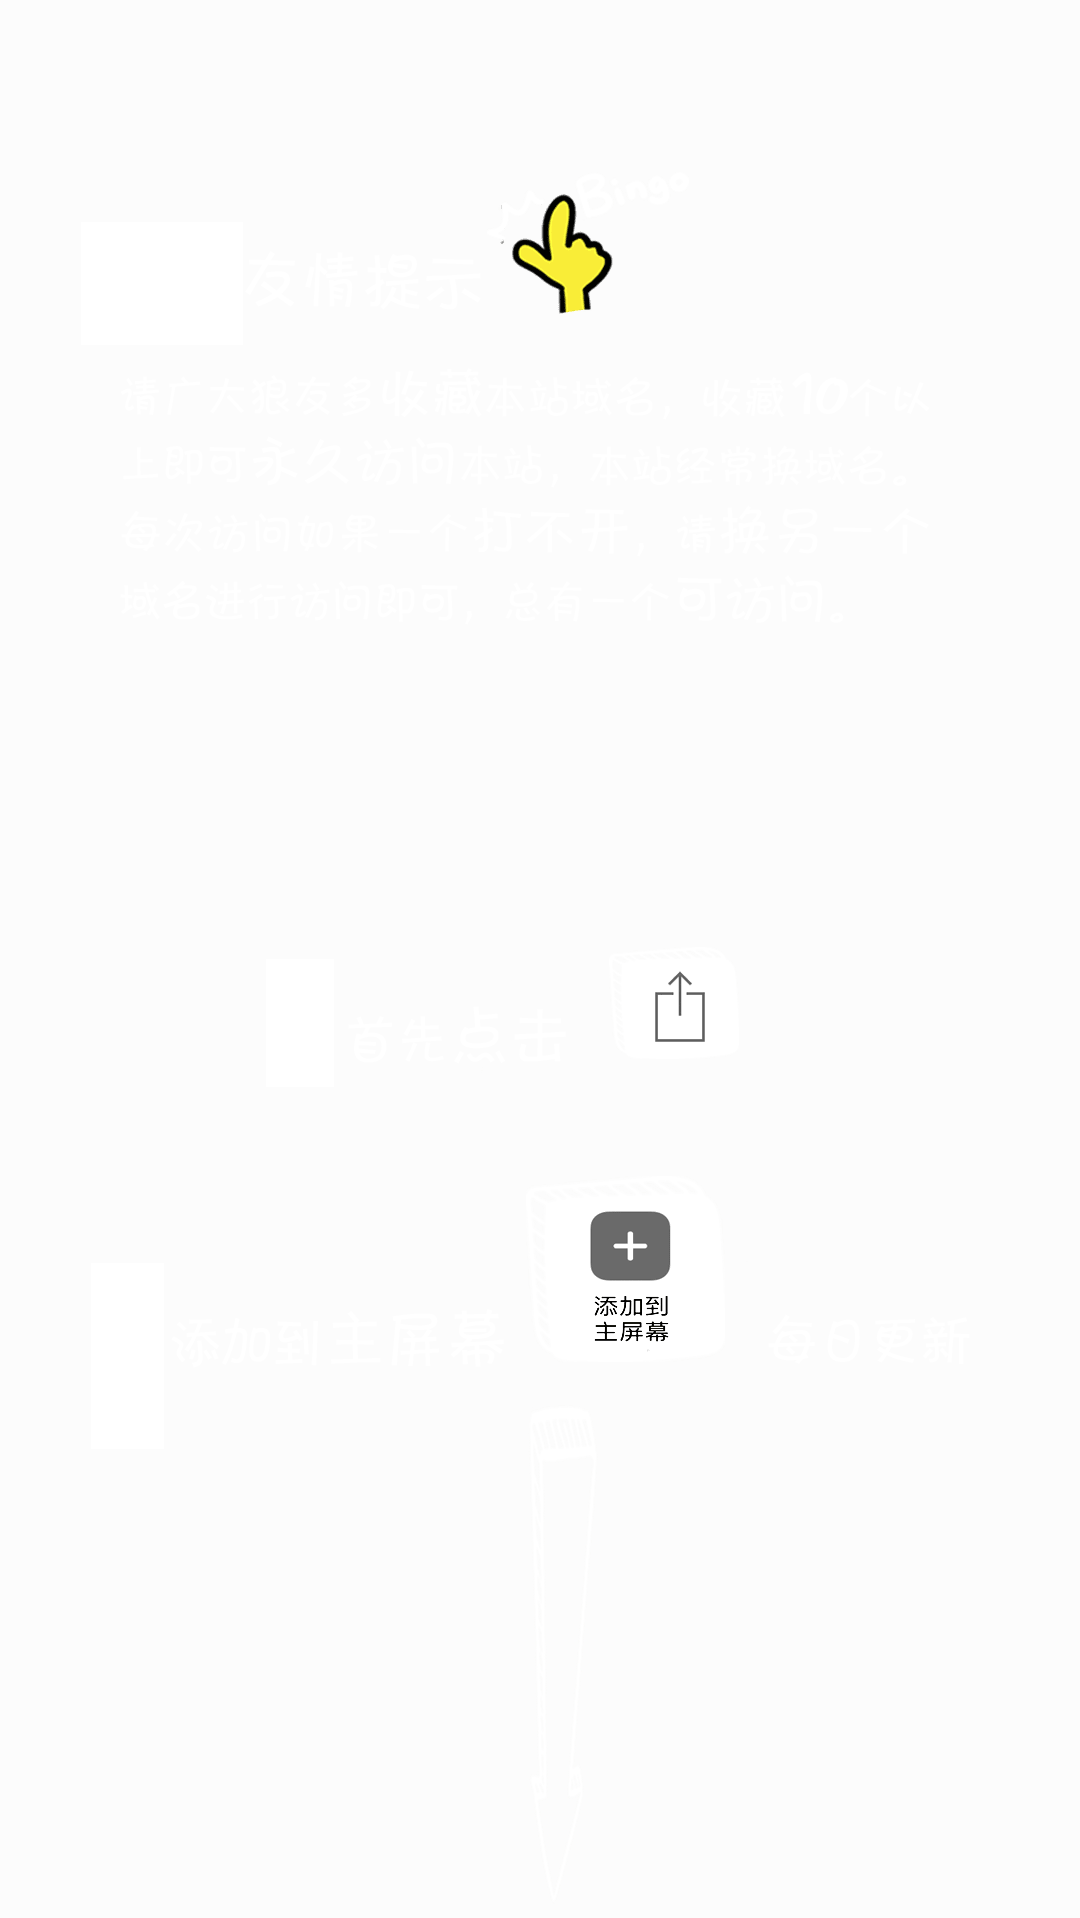 Bingo
友情提示
请广大狼友多收藏本站域名，收藏10个以
上即可永久访问本站，本站经常换域名。
每次访问如果一个打不开，请换另一个
域名进行访问即可，总有一个可访问。
首先点击
添加到
主屏幕
添加到主屏幕
每日更新